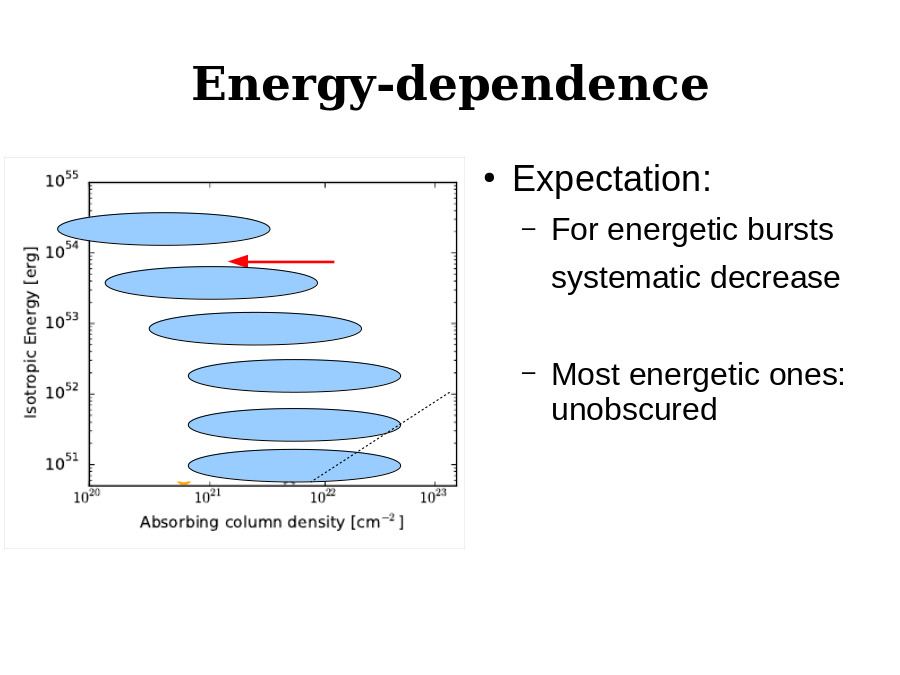 Energy-dependence
10^55
10^54
10^53
10^52
10^51
Isotropic Energy [erg]
10^20 10^21 10^22 10^23
Absorbing column density [cm^−2 ]
• Expectation:
– For energetic bursts
systematic decrease
– Most energetic ones:
unobscured